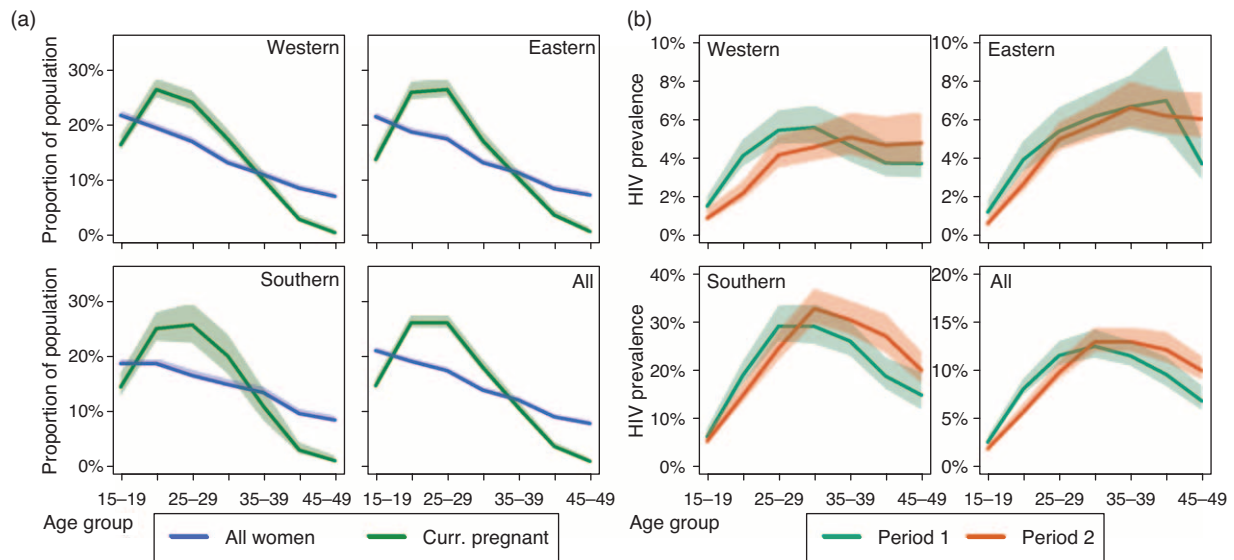 (a)
Proportion of population
30%
20%
10%
0%
Western
Eastern
Proportion of population
30%
20%
10%
0%
Southern
All
15–19 25–29 35–39 45–49
15–19 25–29 35–39 45–49
Age group
All women Curr. pregnant
(b)
HIV prevalence
10%
8%
6%
4%
2%
0%
Western
10%
8%
6%
4%
2%
0%
Eastern
HIV prevalence
40%
30%
20%
10%
0%
Southern
20%
15%
10%
5%
0%
All
15–19 25–29 35–39 45–49
15–19 25–29 35–39 45–49
Age group
Period 1 Period 2